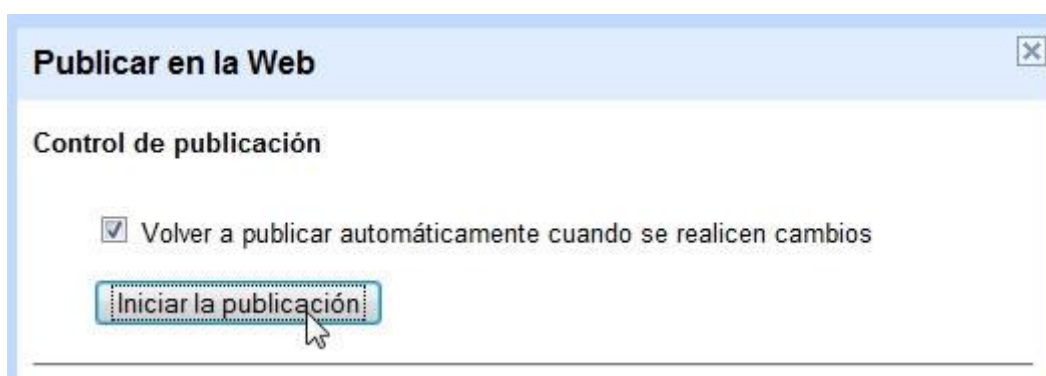 Publicar en la Web
Control de publicación
Volver a publicar automáticamente cuando se realicen cambios
Iniciar la publicación